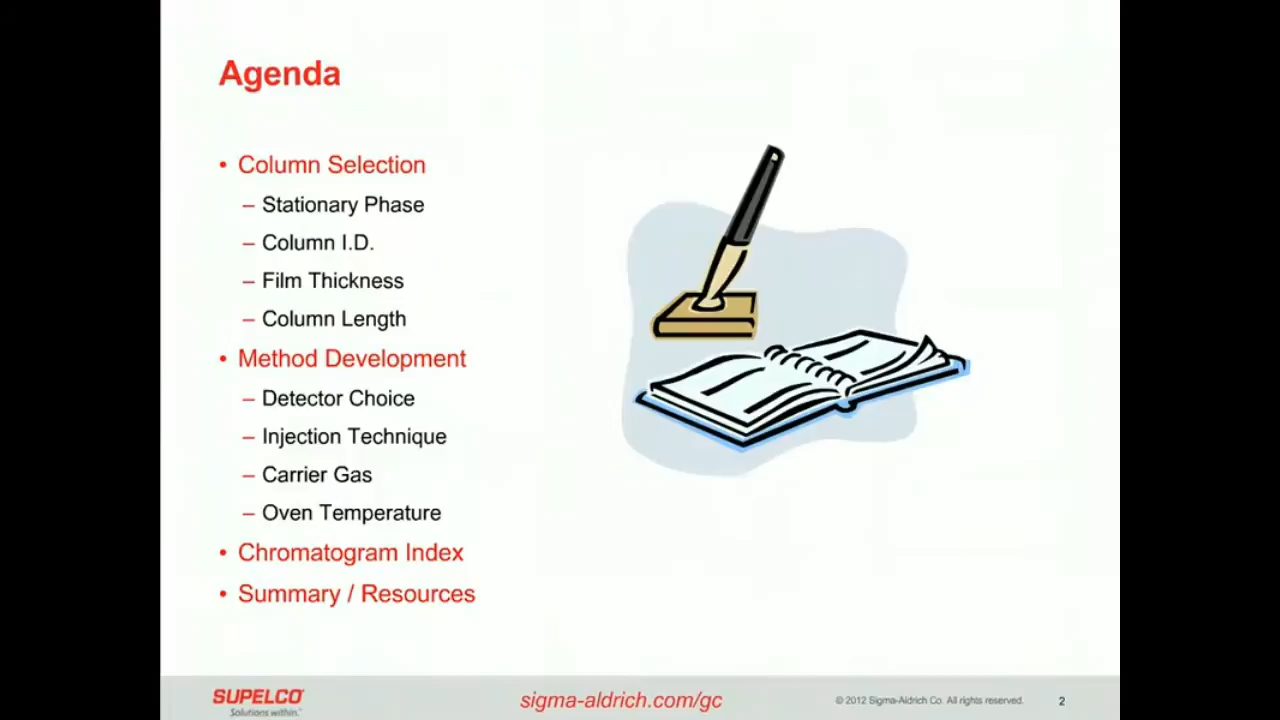 Agenda
• Column Selection
– Stationary Phase
– Column I.D.
– Film Thickness
– Column Length
• Method Development
– Detector Choice
– Injection Technique
– Carrier Gas
– Oven Temperature
• Chromatogram Index
• Summary / Resources
SUPELCO
Solutions within.™
sigma-aldrich.com/gc
© 2012 Sigma-Aldrich Co. All rights reserved.
2